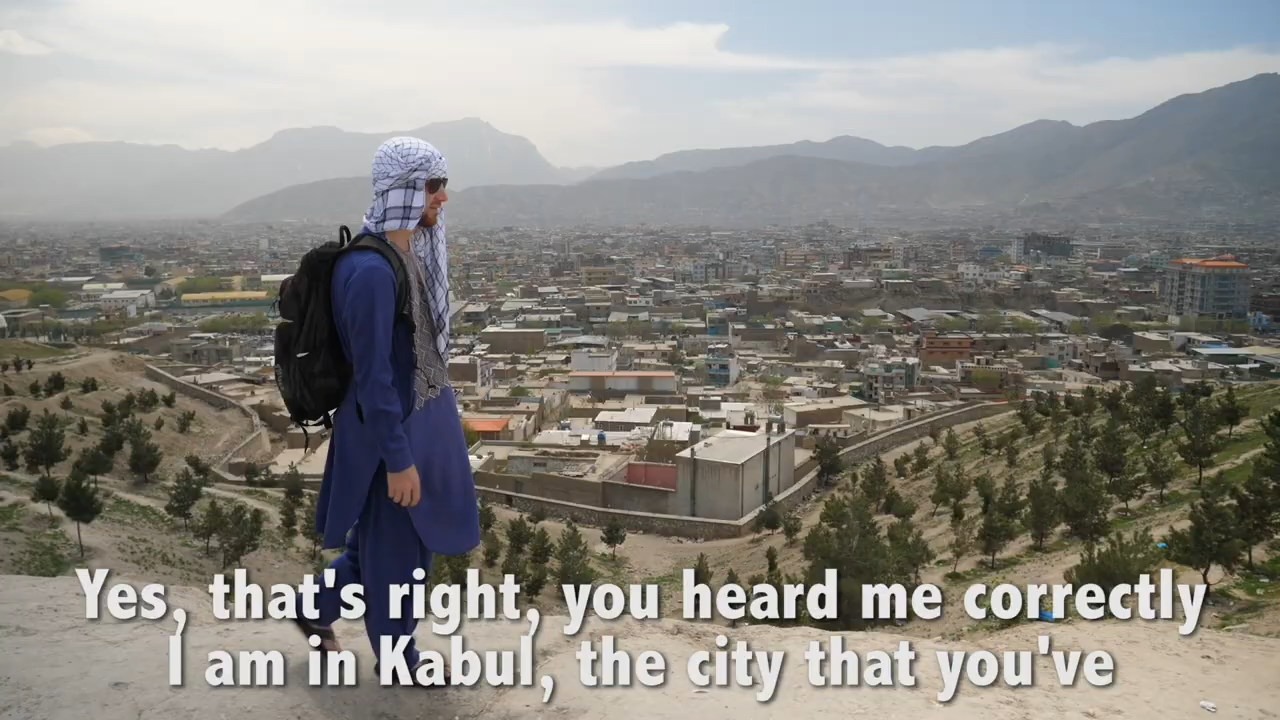 Yes, that's right, you heard me correctly
I am in Kabul, the city that you've